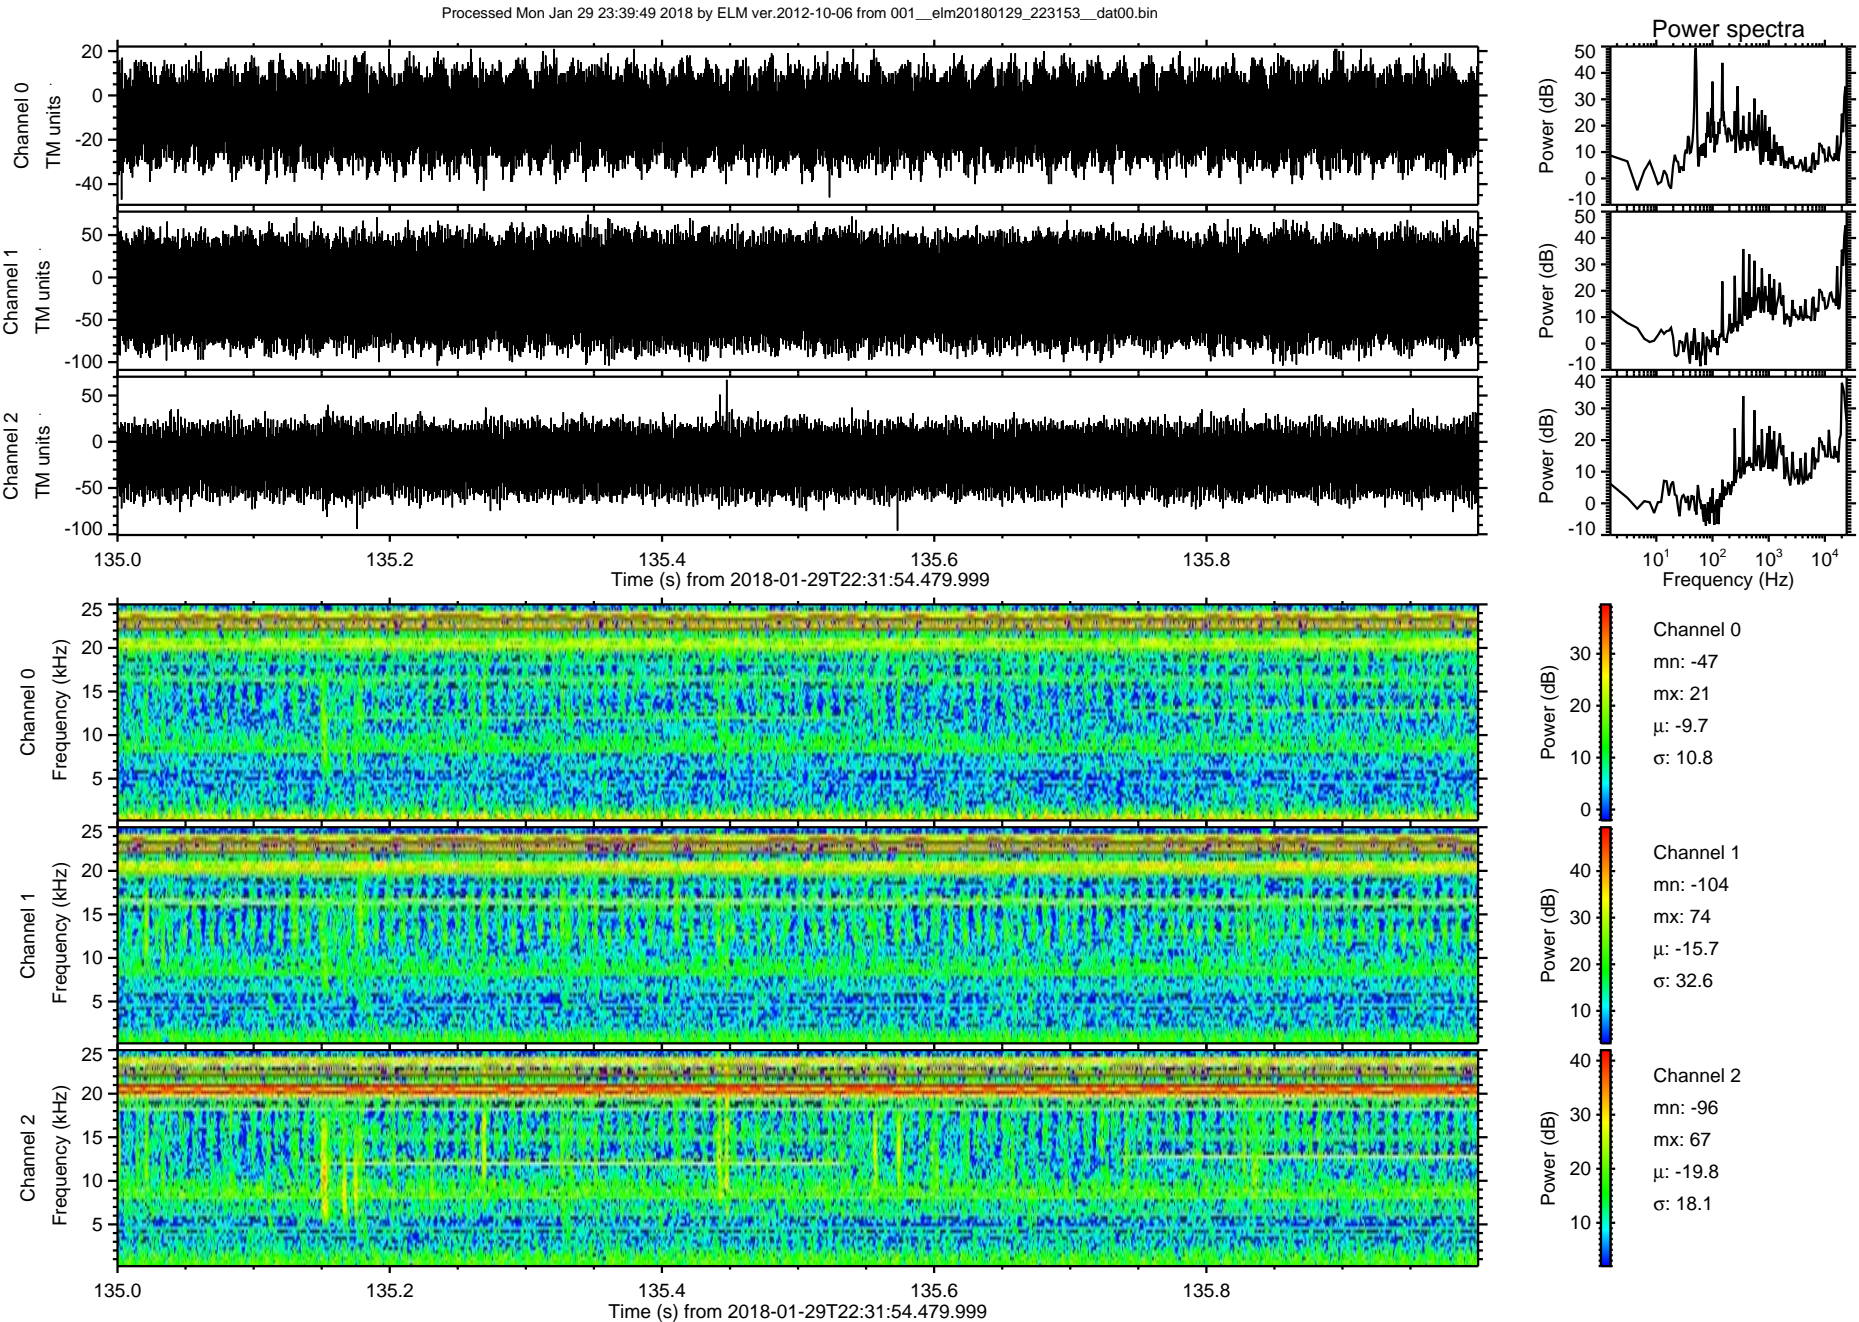 Processed Mon Jan 29 23:39:49 2018 by ELM ver.2012-10-06 from 001__elm20180129_223153__dat00.bin
Power spectra
Channel 0
TM units
20
0
-20
-40
Power (dB)
50
40
30
20
10
0
-10
Channel 1
TM units
50
0
-50
-100
Power (dB)
50
40
30
20
10
0
-10
Channel 2
TM units
50
0
-50
-100
Power (dB)
40
30
20
10
0
-10
135.0 135.2 135.4 135.6 135.8
Time (s) from 2018-01-29T22:31:54.479.999
10¹ 10² 10³ 10⁴
Frequency (Hz)
Channel 0
Frequency (kHz)
25
20
15
10
5
Power (dB)
30
20
10
0
Channel 0
mn: -47
mx: 21
μ: -9.7
σ: 10.8
Channel 1
Frequency (kHz)
25
20
15
10
5
Power (dB)
40
30
20
10
Channel 1
mn: -104
mx: 74
μ: -15.7
σ: 32.6
Channel 2
Frequency (kHz)
25
20
15
10
5
Power (dB)
40
30
20
10
Channel 2
mn: -96
mx: 67
μ: -19.8
σ: 18.1
135.0 135.2 135.4 135.6 135.8
Time (s) from 2018-01-29T22:31:54.479.999